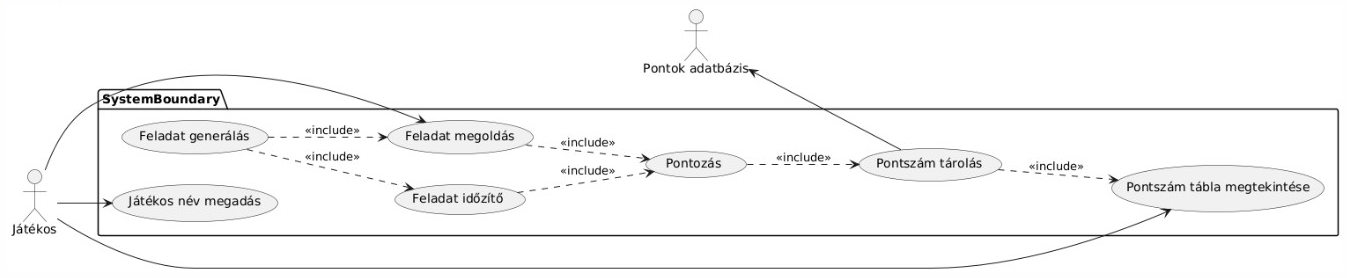 Pontok adatbázis
SystemBoundary
Feladat generálás
«include»
Feladat megoldás
«include»
«include»
Pontozás
«include»
Pontszám tárolás
«include»
Pontszám tábla megtekintése
Játékos név megadás
Feladat időzítő
«include»
Játékos